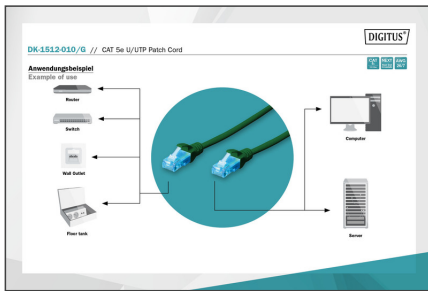 DIGITUS®
DK-1512-010/G // CAT 5e U/UTP Patch Cord
Anwendungsbeispiel
Example of use
Router
Switch
Wall Outlet
Floor tank
Computer
Server